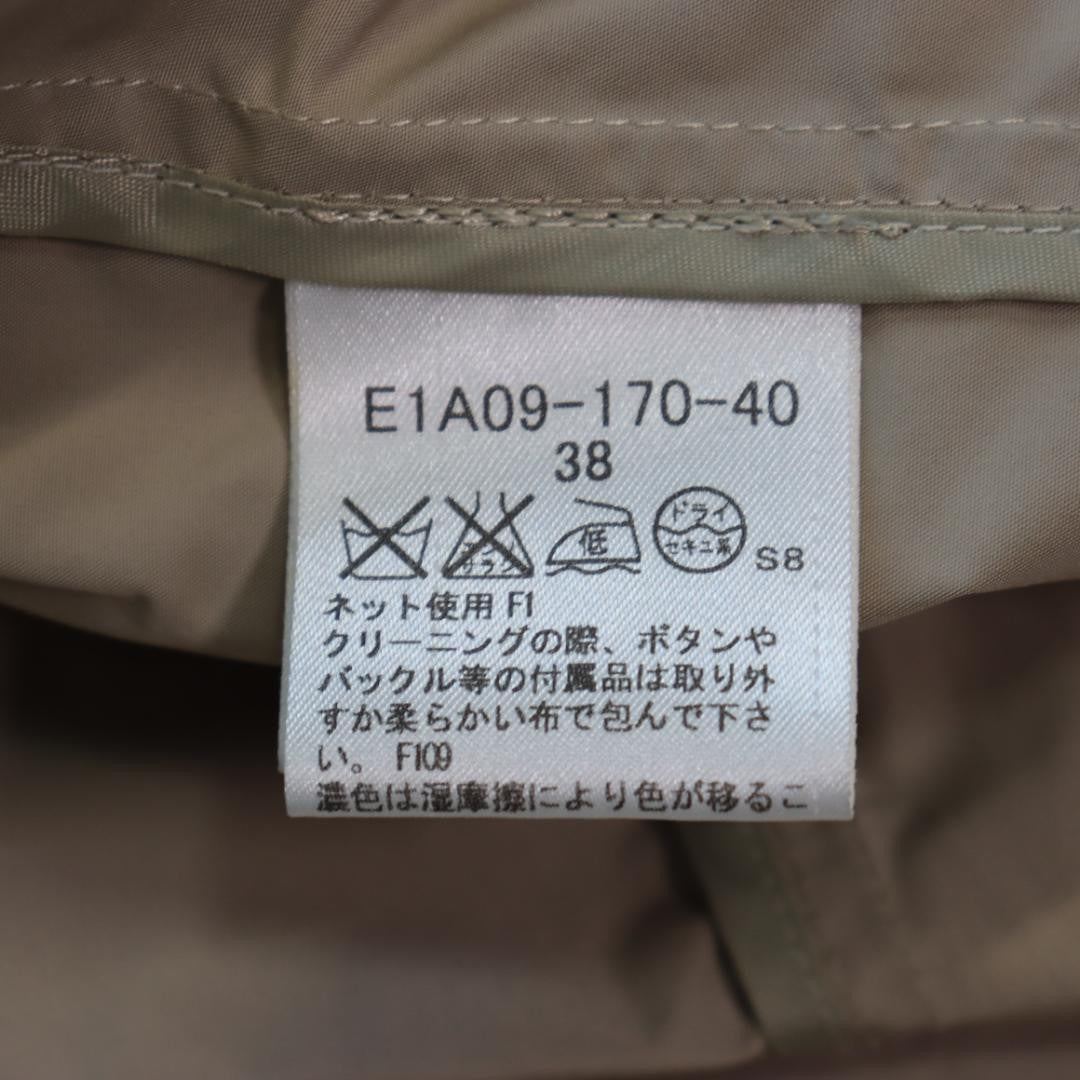 E1A09-170-40
38
低
ドライ
セキユ系
S8
ネット使用 F1
クリーニングの際、ボタンや
バックル等の付属品は取り外
すか柔らかい布で包んで下さ
い。 F109
濃色は湿摩擦により色が移るこ